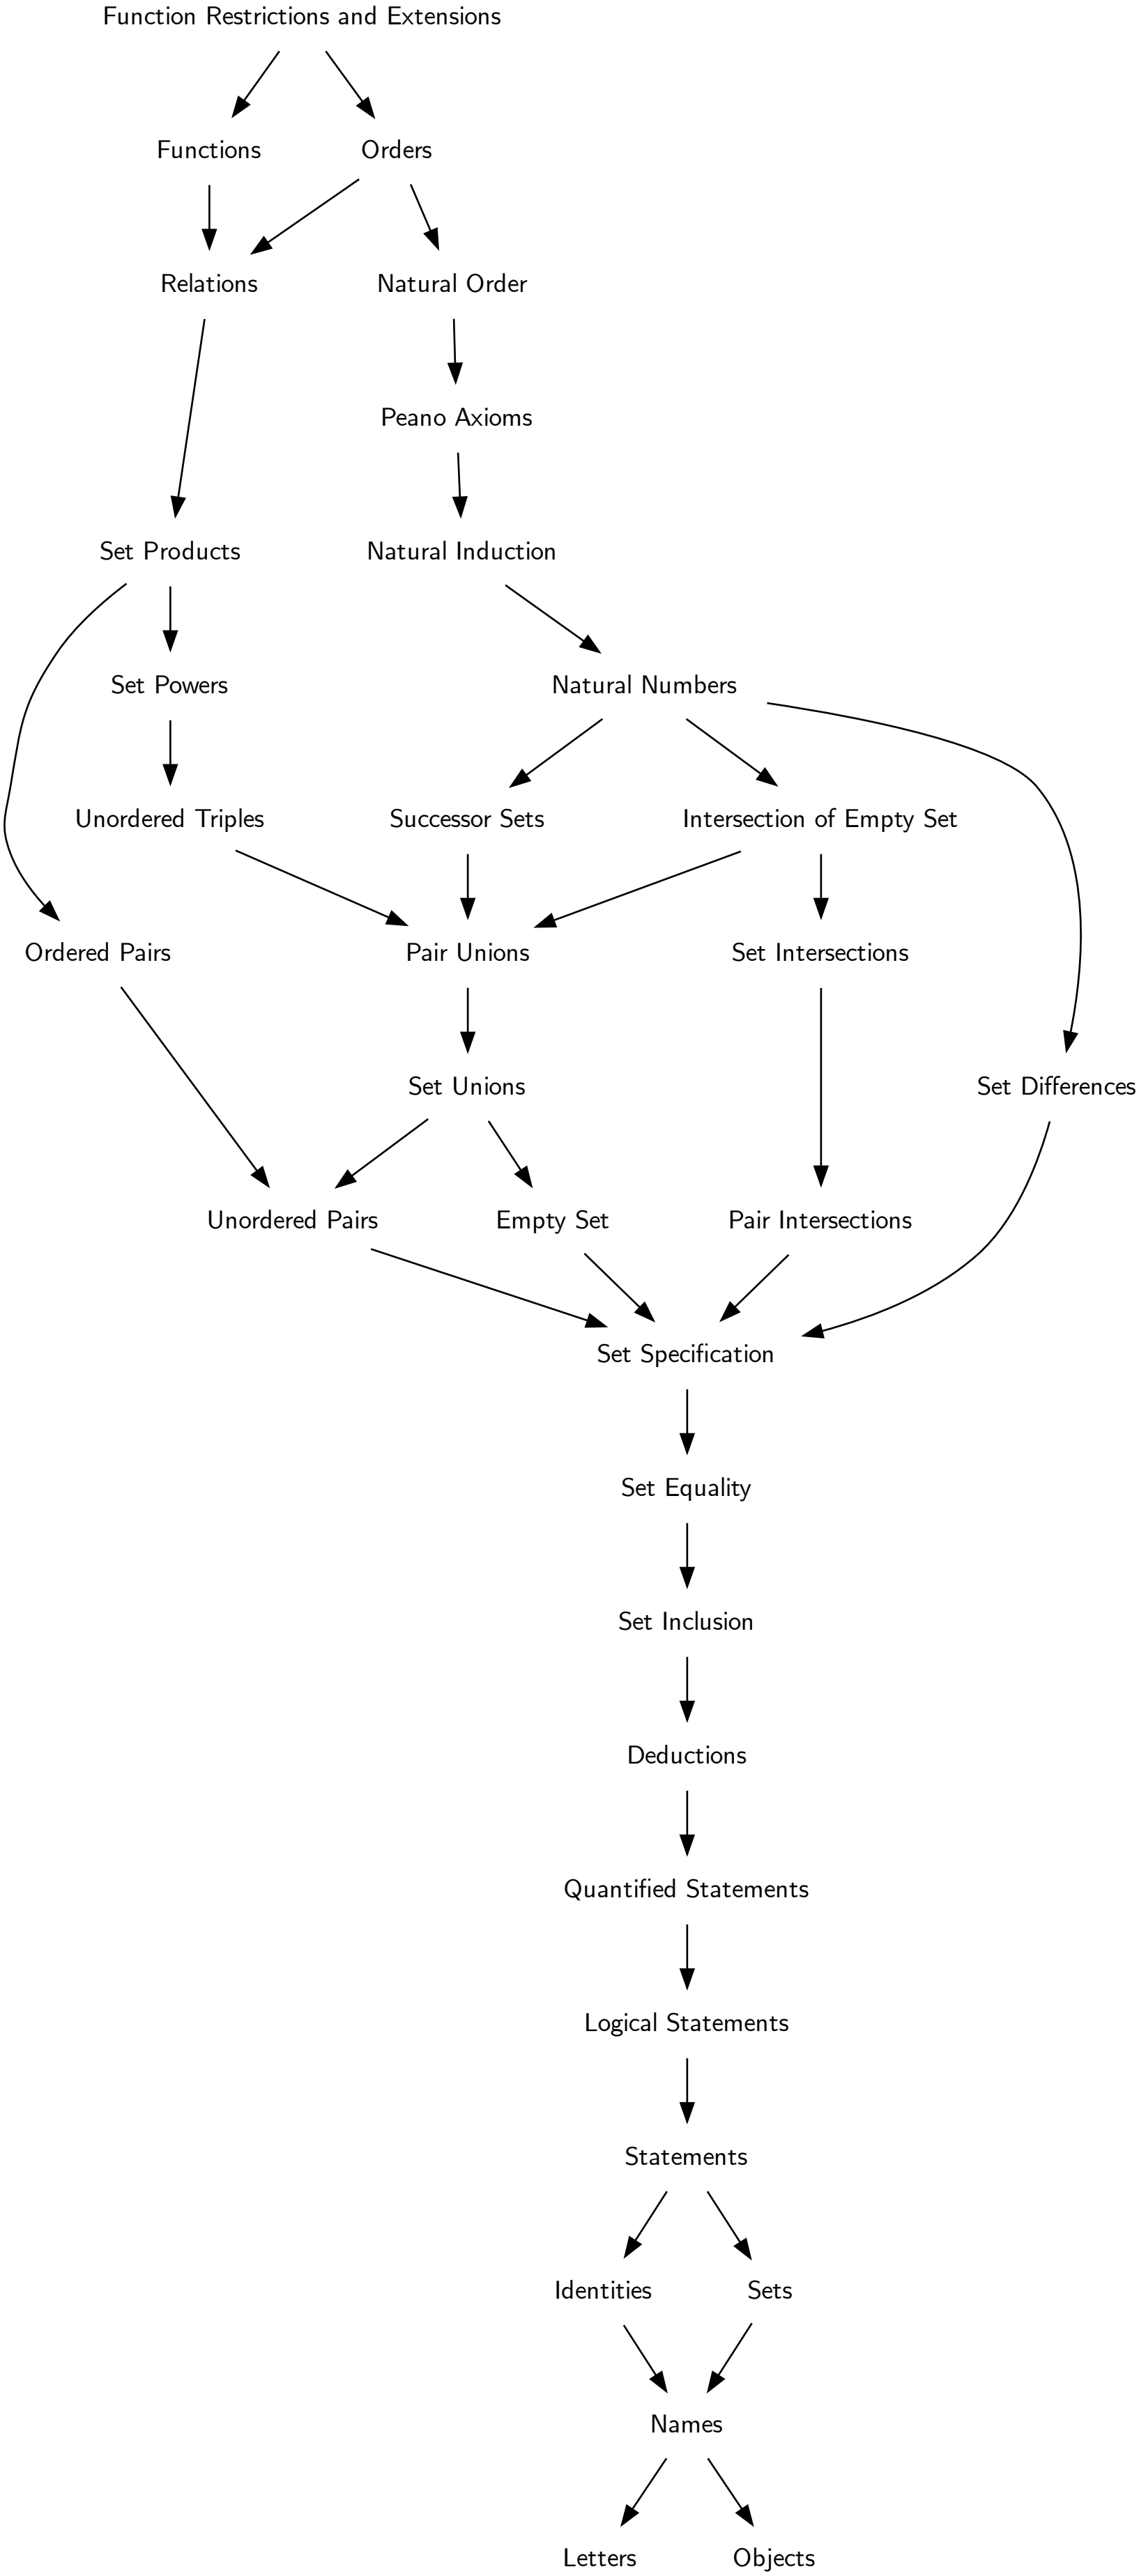 Function Restrictions and Extensions
Functions
Orders
Relations
Natural Order
Peano Axioms
Set Products
Natural Induction
Set Powers
Natural Numbers
Unordered Triples
Successor Sets
Intersection of Empty Set
Ordered Pairs
Pair Unions
Set Intersections
Set Unions
Set Differences
Unordered Pairs
Empty Set
Pair Intersections
Set Specification
Set Equality
Set Inclusion
Deductions
Quantified Statements
Logical Statements
Statements
Identities
Sets
Names
Letters
Objects